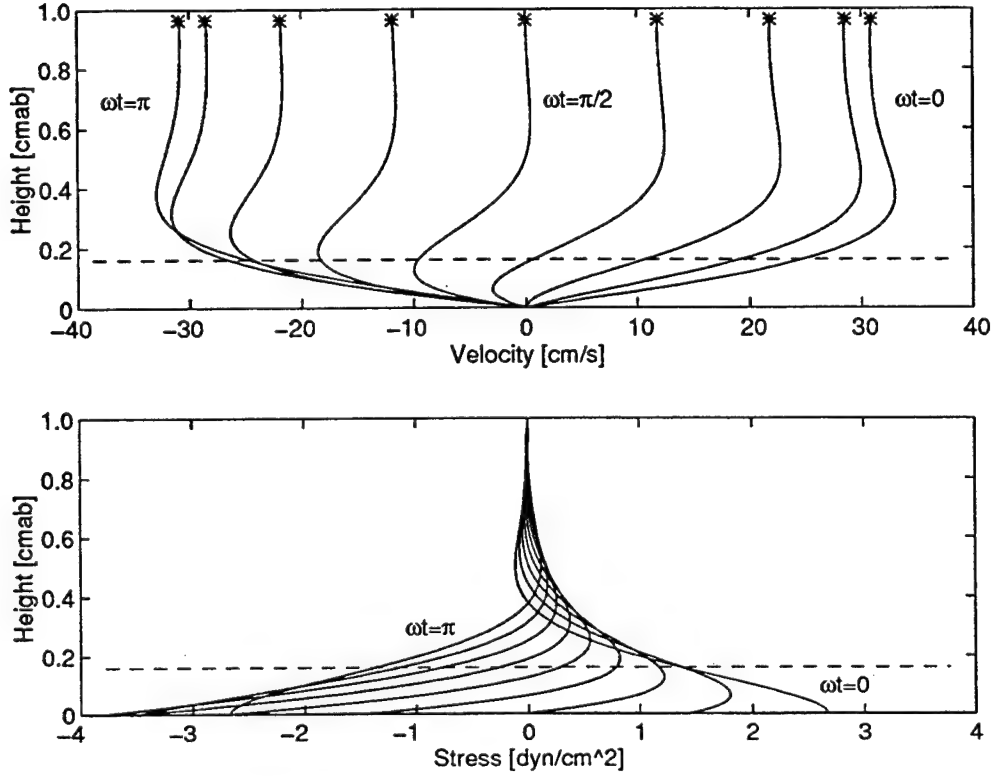 1.0
0.8
0.6
0.4
0.2
0
Height [cmab]
ωt=π
ωt=π/2
ωt=0
−40 −30 −20 −10 0 10 20 30 40
Velocity [cm/s]
1.0
0.8
0.6
0.4
0.2
0
Height [cmab]
ωt=π
ωt=0
−4 −3 −2 −1 0 1 2 3 4
Stress [dyn/cm^2]